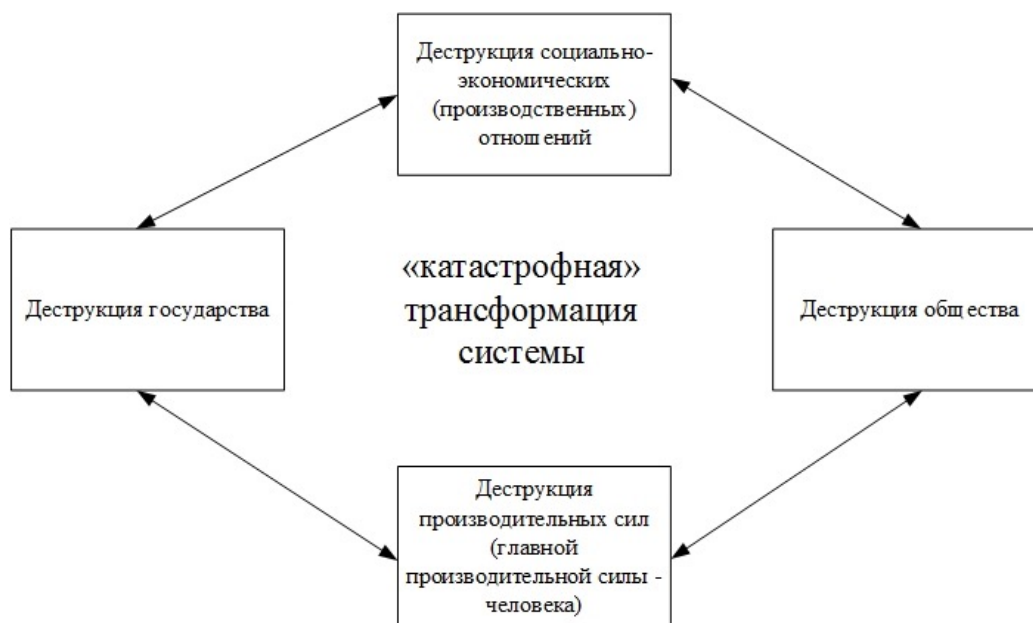 Деструкция социально-
экономических
(производственных)
отношений
Деструкция государства
«катастрофная»
трансформация
системы
Деструкция общества
Деструкция
производительных сил
(главной
производительной силы -
человека)